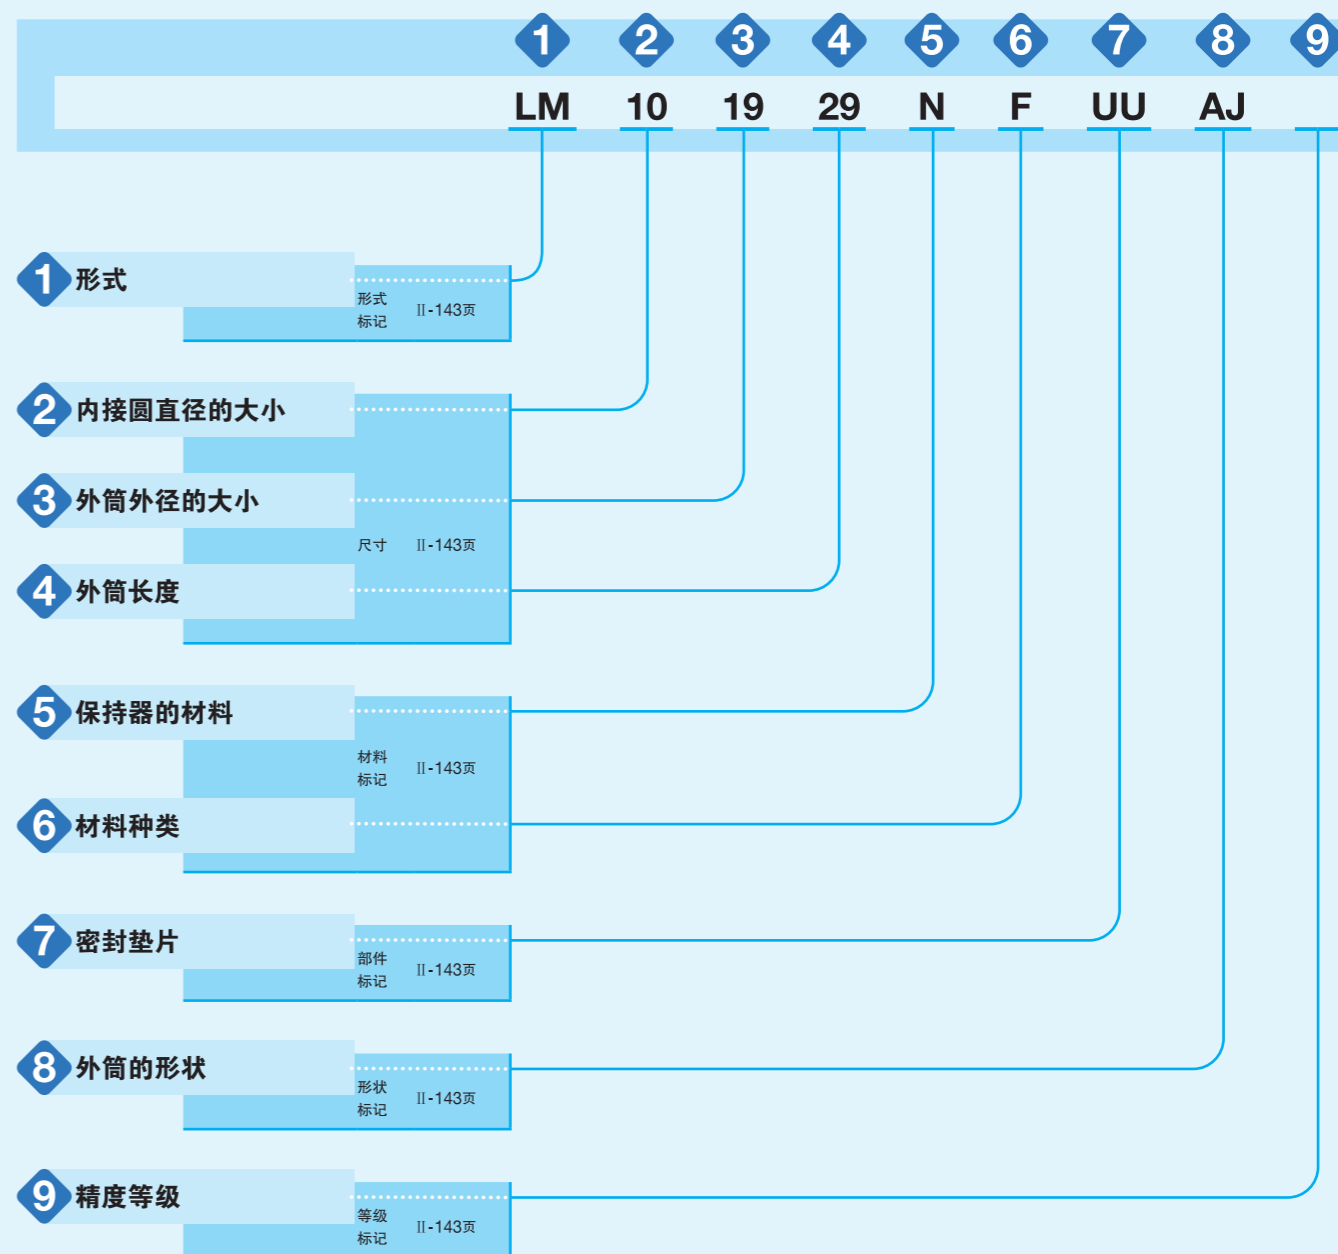 1 2 3 4 5 6 7 8 9
LM 10 19 29 N F UU AJ
1 形式
形式
标记 Ⅱ-143页
2 内接圆直径的大小
3 外筒外径的大小
尺寸 Ⅱ-143页
4 外筒长度
5 保持器的材料
材料
标记 Ⅱ-143页
6 材料种类
7 密封垫片
部件
标记 Ⅱ-143页
8 外筒的形状
形状
标记 Ⅱ-143页
9 精度等级
等级
标记 Ⅱ-143页